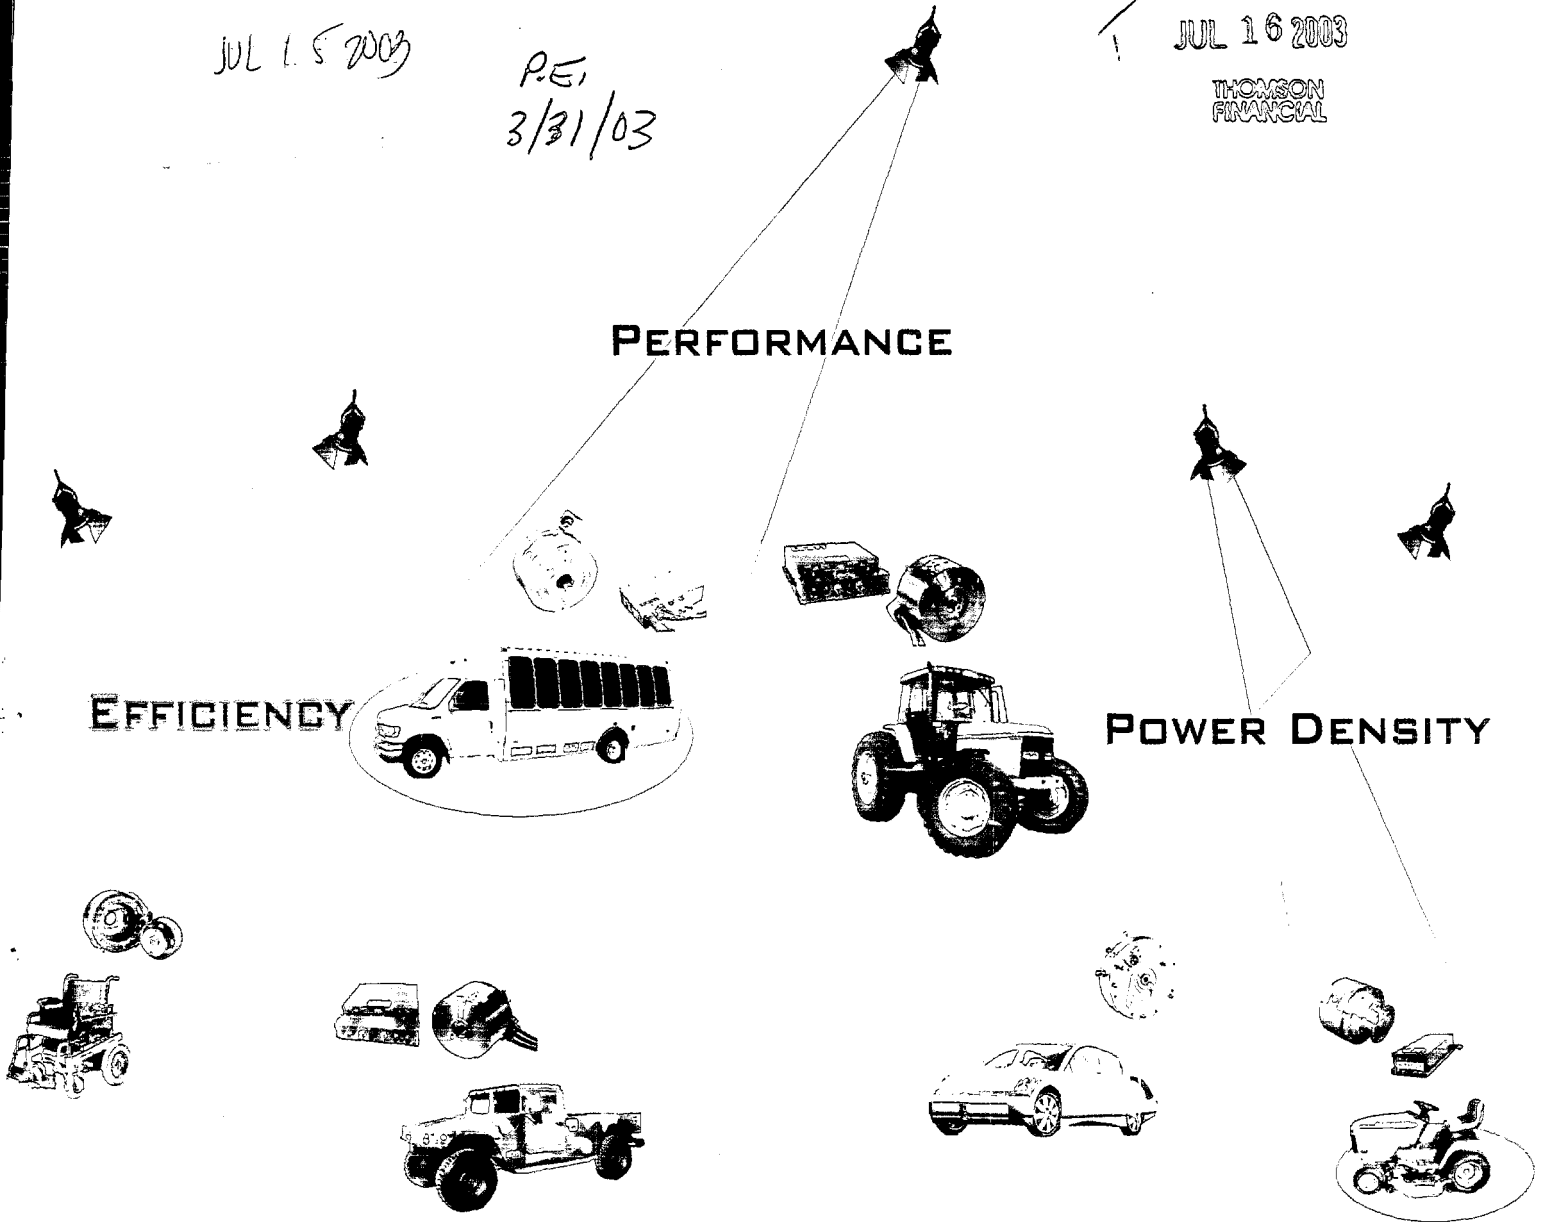 JUL 15 2003
P.E.
3/31/03
JUL 16 2003
THOMSON
FINANCIAL
PERFORMANCE
EFFICIENCY
POWER DENSITY